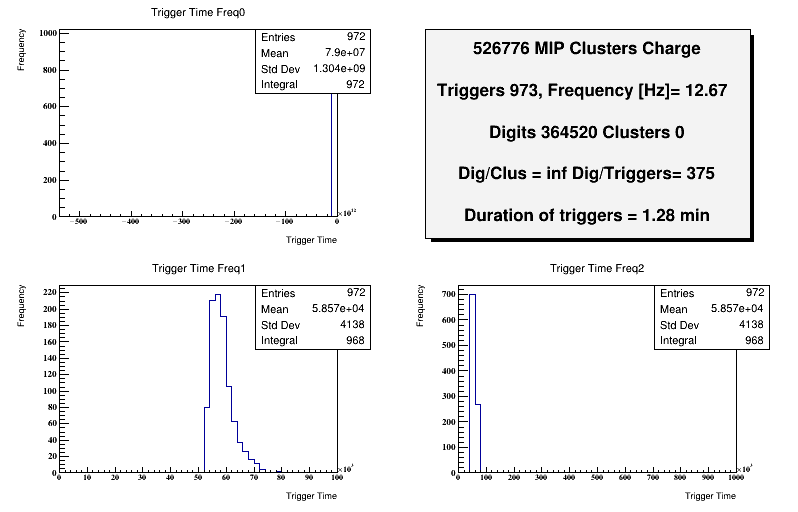 Trigger Time Freq0
Frequency
1000
800
600
400
200
0
Entries 972
Mean 7.9e+07
Std Dev 1.304e+09
Integral 972
−500 −400 −300 −200 −100 0
×10¹²
Trigger Time
526776 MIP Clusters Charge
Triggers 973, Frequency [Hz]= 12.67
Digits 364520 Clusters 0
Dig/Clus = inf Dig/Triggers= 375
Duration of triggers = 1.28 min
Trigger Time Freq1
Frequency
220
200
180
160
140
120
100
80
60
40
20
0
Entries 972
Mean 5.857e+04
Std Dev 4138
Integral 968
0 10 20 30 40 50 60 70 80 90 100
×10³
Trigger Time
Trigger Time Freq2
Frequency
700
600
500
400
300
200
100
0
Entries 972
Mean 5.857e+04
Std Dev 4138
Integral 968
0 100 200 300 400 500 600 700 800 900 1000
×10³
Trigger Time